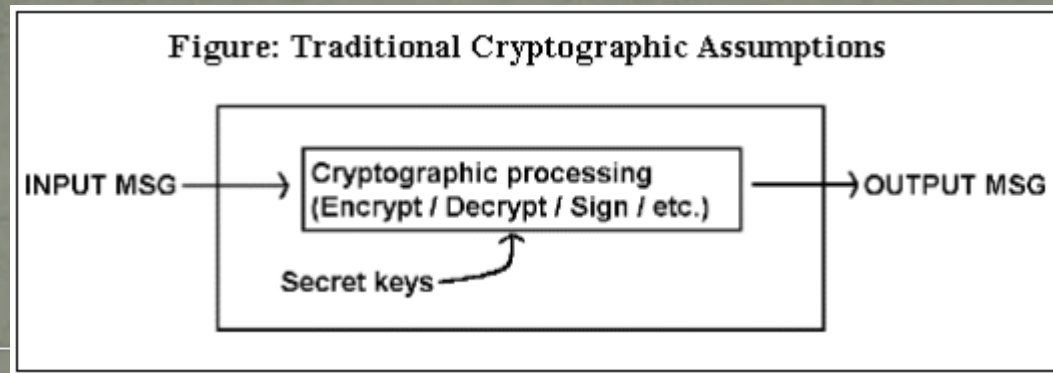 Figure: Traditional Cryptographic Assumptions
INPUT MSG
Cryptographic processing
(Encrypt / Decrypt / Sign / etc.)
OUTPUT MSG
Secret keys